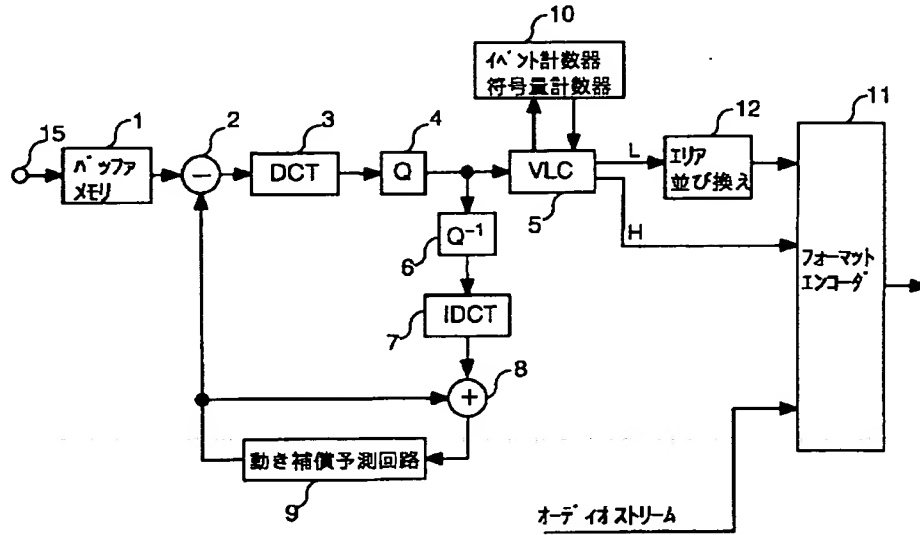 10
イベント計数器
符号量計数器
15
1
2
3
4
12
11
バッファ
メモリ
−
DCT
Q
VLC
L
エリア
並び換え
5
H
Q⁻¹
6
フォーマット
エンコーダ
IDCT
7
8
+
動き補償予測回路
9
オーディオストリーム